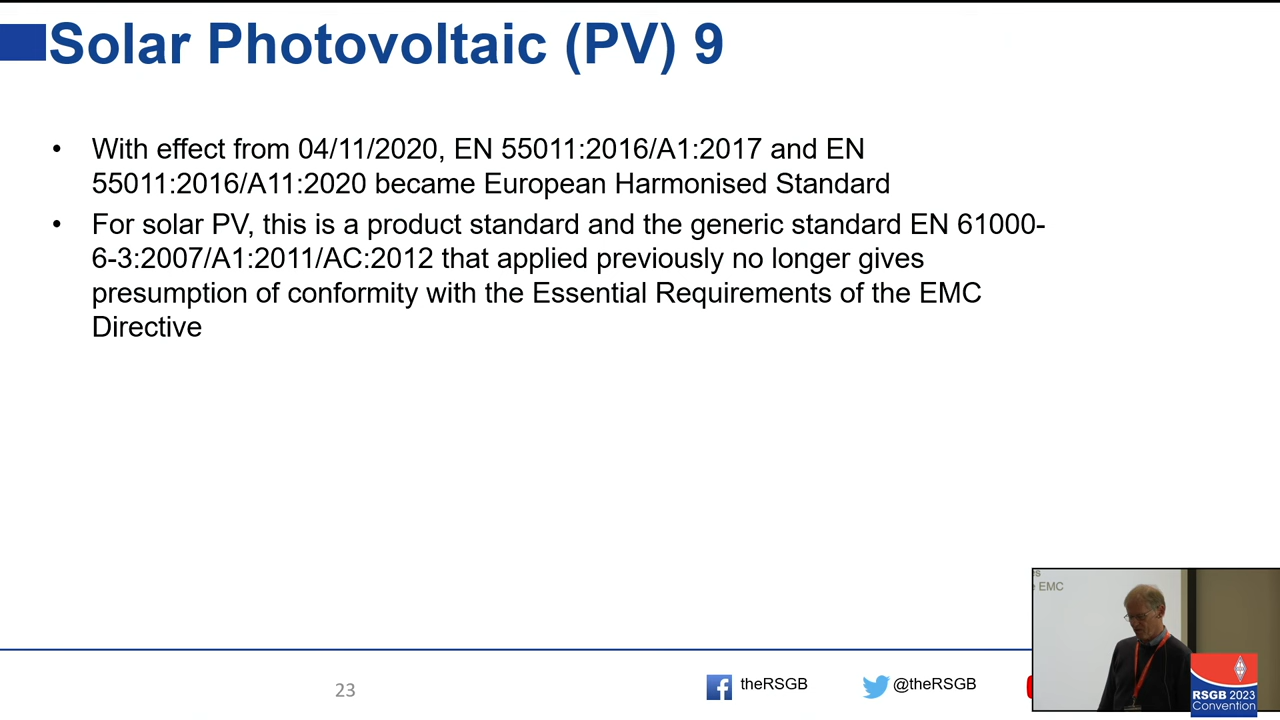 Solar Photovoltaic (PV) 9
• With effect from 04/11/2020, EN 55011:2016/A1:2017 and EN
55011:2016/A11:2020 became European Harmonised Standard
• For solar PV, this is a product standard and the generic standard EN 61000-
6-3:2007/A1:2011/AC:2012 that applied previously no longer gives
presumption of conformity with the Essential Requirements of the EMC
Directive
EMC
23
theRSGB
@theRSGB
RSGB 2023
Convention